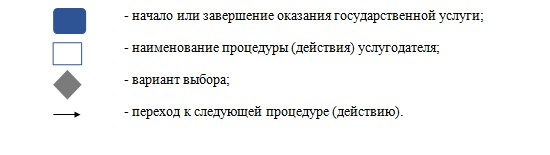 - начало или завершение оказания государственной услуги;
- наименование процедуры (действия) услугодателя;
- вариант выбора;
- переход к следующей процедуре (действию).